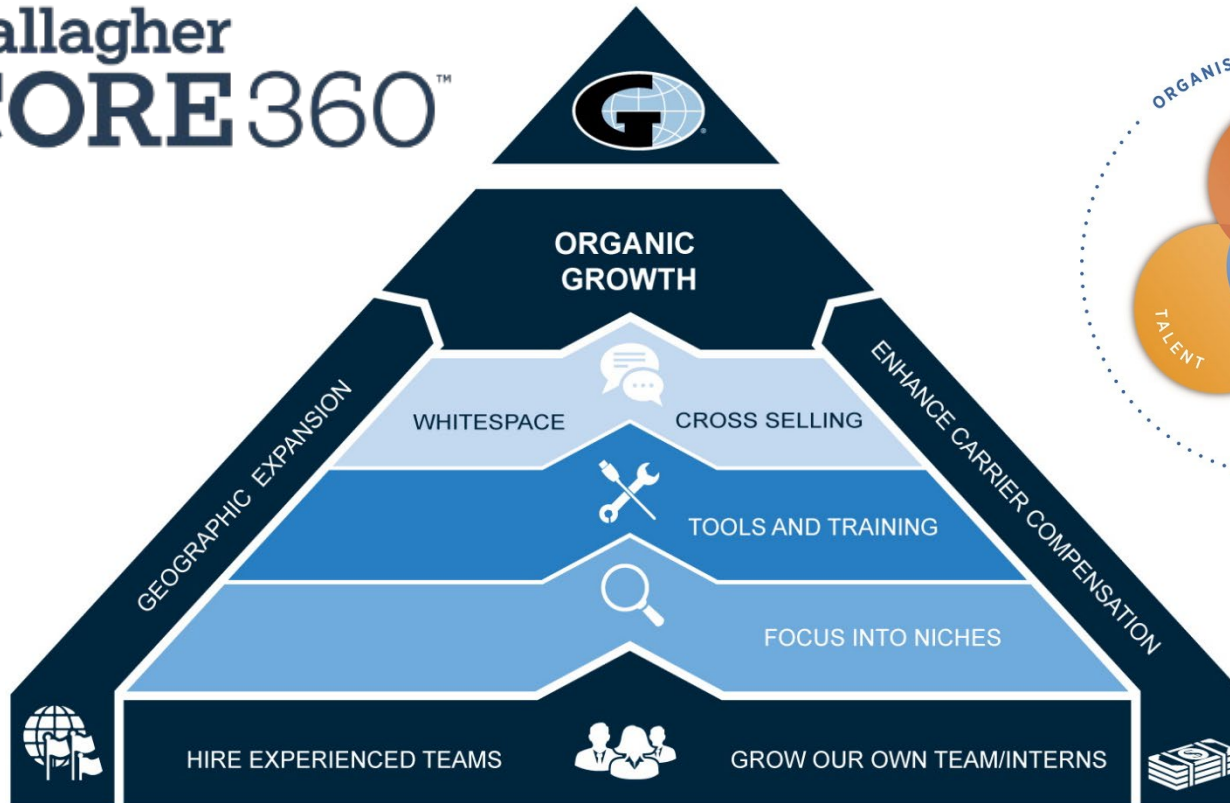 allagher
CORE360™
G
ORGANIC
GROWTH
WHITESPACE
CROSS SELLING
TOOLS AND TRAINING
FOCUS INTO NICHES
HIRE EXPERIENCED TEAMS
GROW OUR OWN TEAM/INTERNS
GEOGRAPHIC EXPANSION
ENHANCE CARRIER COMPENSATION
ORGANIS
TALENT